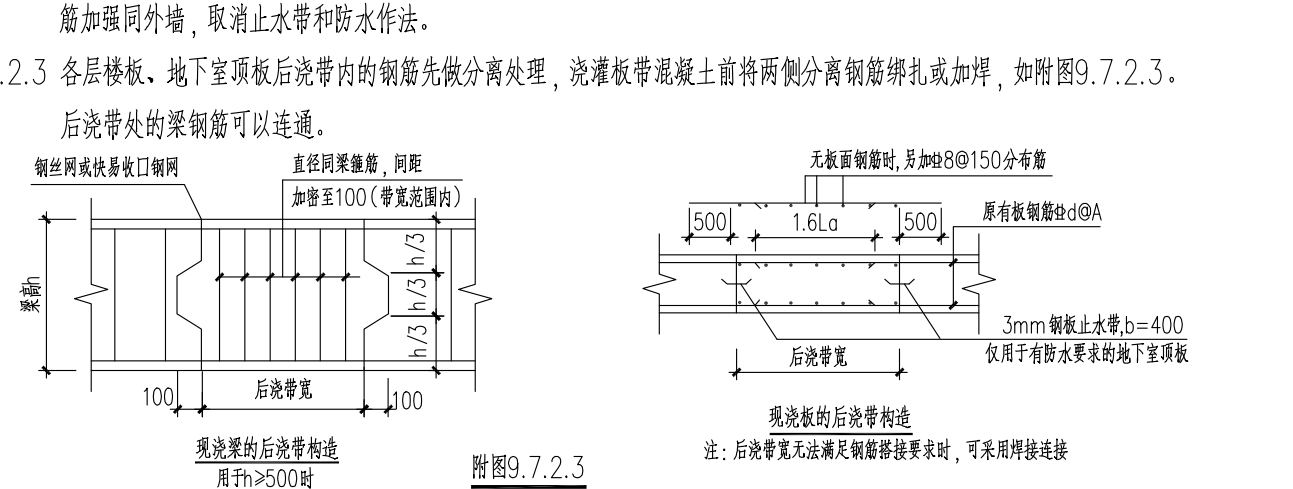 筋加强同外墙，取消止水带和防水作法。
.2.3 各层楼板、地下室顶板后浇带内的钢筋先做分离处理，浇灌板带混凝土前将两侧分离钢筋绑扎或加焊，如附图9.7.2.3。
后浇带处的梁钢筋可以连通。
钢丝网或快易收口钢网
直径同梁箍筋，间距
加密至100（带宽范围内）
梁高h
h/3
h/3
h/3
100
后浇带宽
100
现浇梁的后浇带构造
用于h≥500时
附图9.7.2.3
无板面钢筋时，另加8@150分布筋
500
1.6La
500
原有板钢筋d@A
3mm钢板止水带，b=400
仅用于有防水要求的地下室顶板
后浇带宽
现浇板的后浇带构造
注：后浇带宽无法满足钢筋搭接要求时，可采用焊接连接